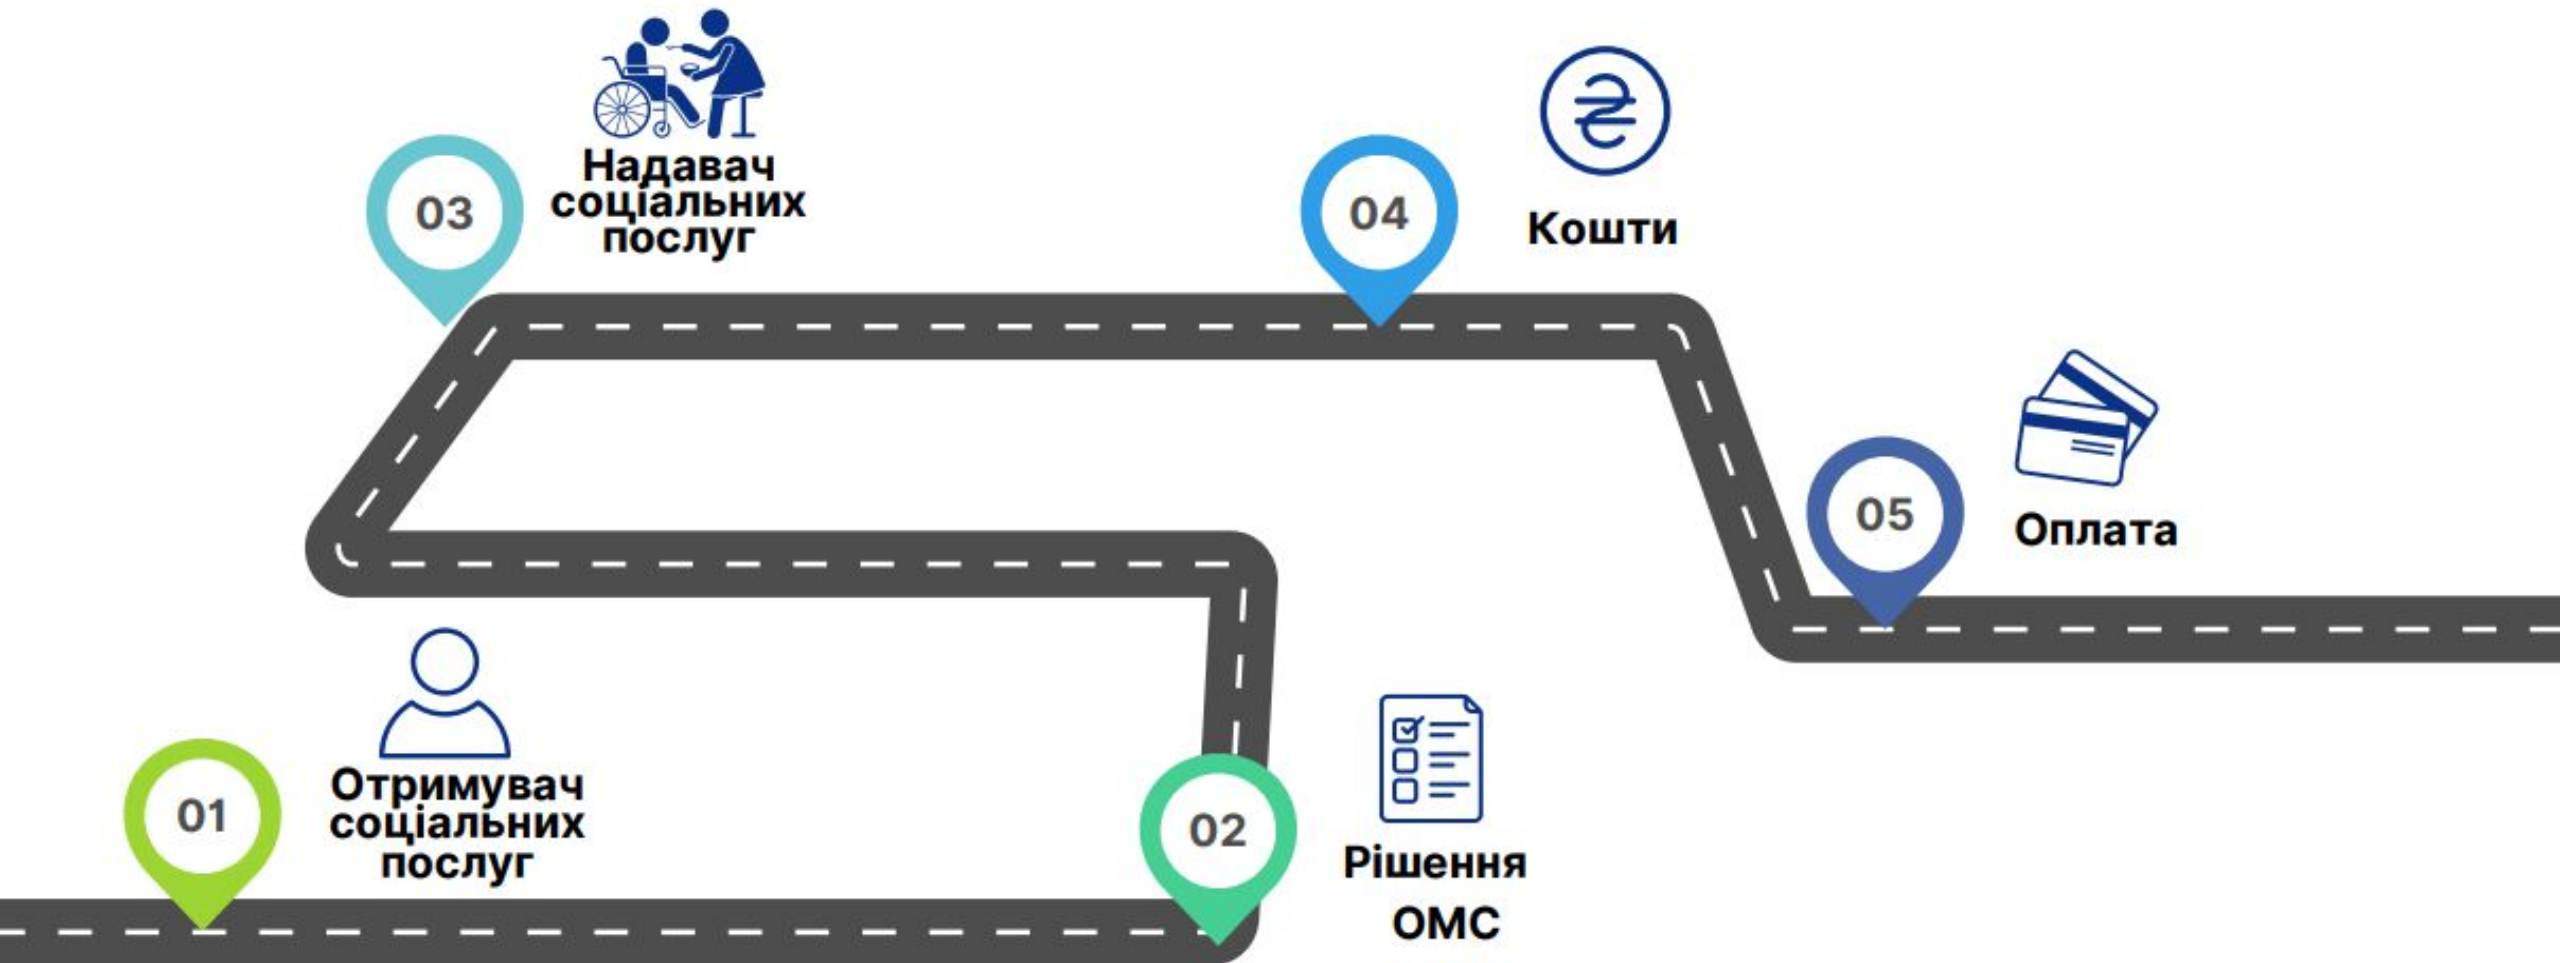 03
Надавач
соціальних
послуг
04
Кошти
05
Оплата
01
Отримувач
соціальних
послуг
02
Рішення
ОМС